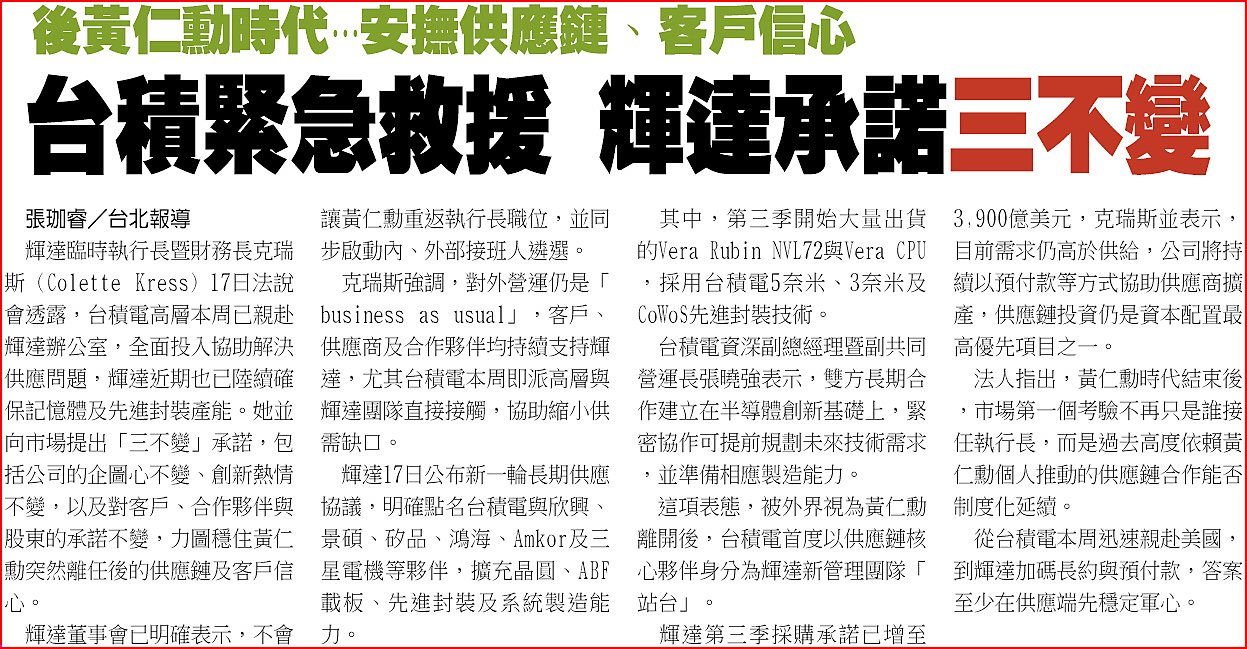 後黃仁勳時代…安撫供應鏈、客戶信心
台積緊急救援 輝達承諾三不變
張珈睿／台北報導
輝達臨時執行長暨財務長克瑞
斯（Colette Kress）17日法說
會透露，台積電高層本周已親赴
輝達辦公室，全面投入協助解決
供應問題，輝達近期也已陸續確
保記憶體及先進封裝產能。她並
向市場提出「三不變」承諾，包
括公司的企圖心不變、創新熱情
不變，以及對客戶、合作夥伴與
股東的承諾不變，力圖穩住黃仁
勳突然離任後的供應鏈及客戶信
心。
輝達董事會已明確表示，不會
讓黃仁勳重返執行長職位，並同
步啟動內、外部接班人遴選。
克瑞斯強調，對外營運仍是「
business as usual」，客戶、
供應商及合作夥伴均持續支持輝
達，尤其台積電本周即派高層與
輝達團隊直接接觸，協助縮小供
需缺口。
輝達17日公布新一輪長期供應
協議，明確點名台積電與欣興、
景碩、矽品、鴻海、Amkor及三
星電機等夥伴，擴充晶圓、ABF
載板、先進封裝及系統製造能
力。
其中，第三季開始大量出貨
的Vera Rubin NVL72與Vera CPU
，採用台積電5奈米、3奈米及
CoWoS先進封裝技術。
台積電資深副總經理暨副共同
營運長張曉強表示，雙方長期合
作建立在半導體創新基礎上，緊
密協作可提前規劃未來技術需求
，並準備相應製造能力。
這項表態，被外界視為黃仁勳
離開後，台積電首度以供應鏈核
心夥伴身分為輝達新管理團隊「
站台」。
輝達第三季採購承諾已增至
3,900億美元，克瑞斯並表示，
目前需求仍高於供給，公司將持
續以預付款等方式協助供應商擴
產，供應鏈投資仍是資本配置最
高優先項目之一。
法人指出，黃仁勳時代結束後
，市場第一個考驗不再只是誰接
任執行長，而是過去高度依賴黃
仁勳個人推動的供應鏈合作能否
制度化延續。
從台積電本周迅速親赴美國，
到輝達加碼長約與預付款，答案
至少在供應端先穩定軍心。